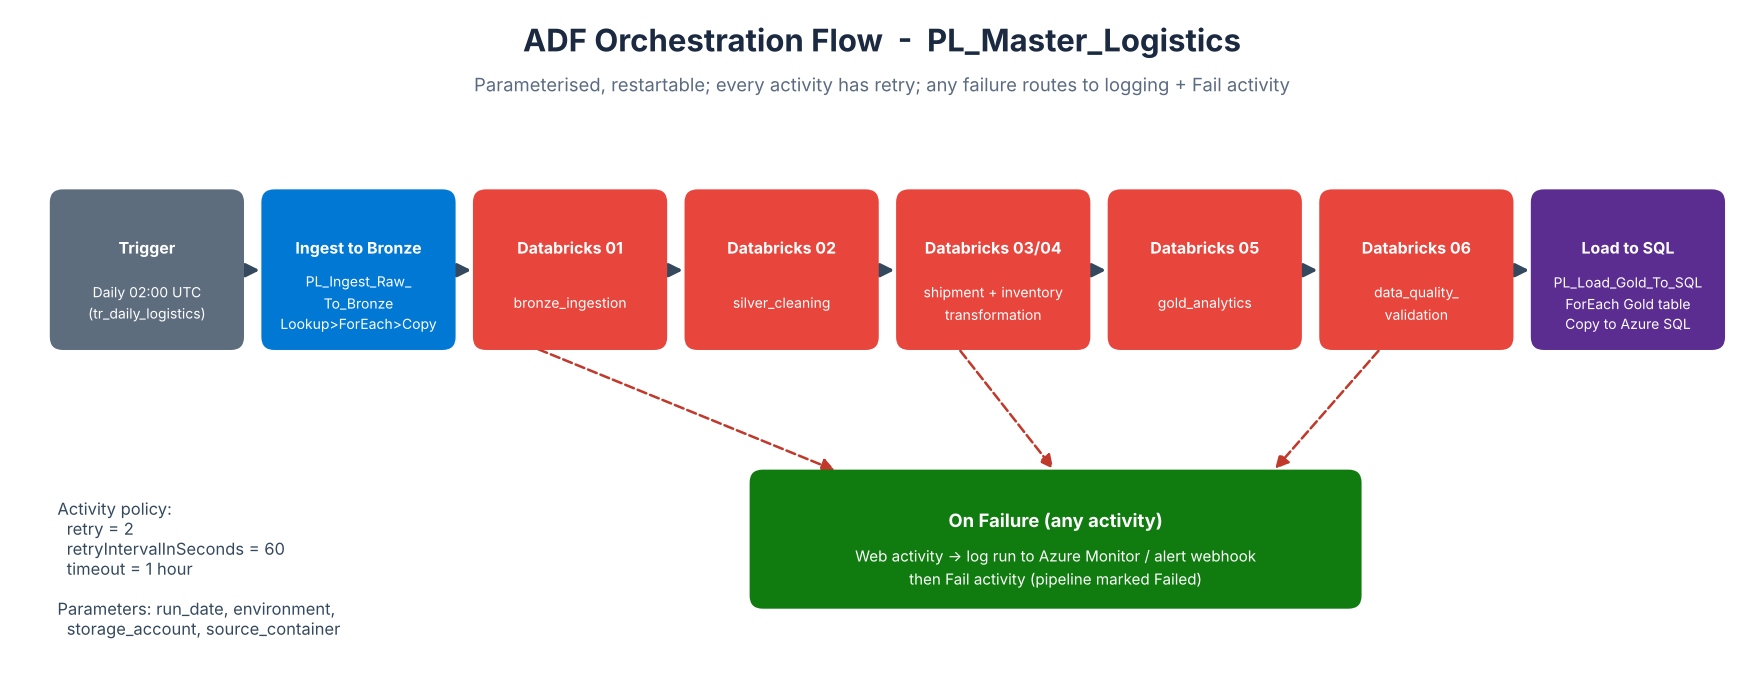 ADF Orchestration Flow - PL_Master_Logistics
Parameterised, restartable; every activity has retry; any failure routes to logging + Fail activity
Trigger
Daily 02:00 UTC
(tr_daily_logistics)
Ingest to Bronze
PL_Ingest_Raw_
To_Bronze
Lookup>ForEach>Copy
Databricks 01
bronze_ingestion
Databricks 02
silver_cleaning
Databricks 03/04
shipment + inventory
transformation
Databricks 05
gold_analytics
Databricks 06
data_quality_
validation
Load to SQL
PL_Load_Gold_To_SQL
ForEach Gold table
Copy to Azure SQL
On Failure (any activity)
Web activity → log run to Azure Monitor / alert webhook
then Fail activity (pipeline marked Failed)
Activity policy:
retry = 2
retryIntervalInSeconds = 60
timeout = 1 hour
Parameters: run_date, environment,
storage_account, source_container